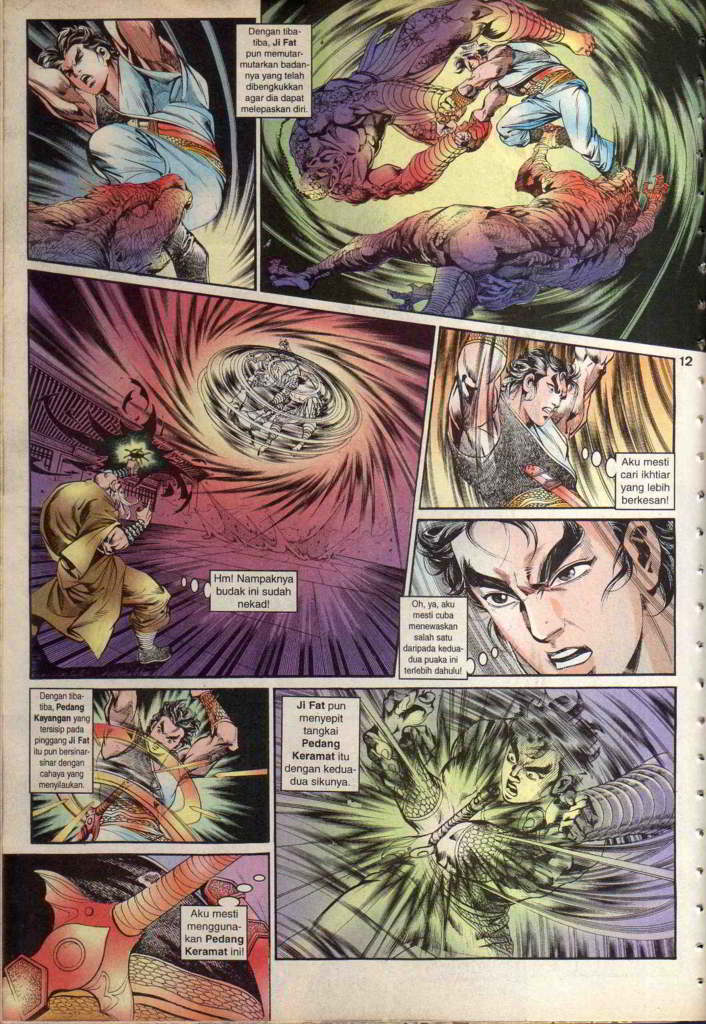 Dengan tiba-
tiba, Ji Fat
pun memutar-
mutarkan badan-
nya yang telah
dibengkukkan
agar dia dapat
melepaskan diri.
12
Hm! Nampaknya
budak ini sudah
nekad!
Aku mesti
cari ikhtiar
yang lebih
berkesan!
Oh, ya, aku
mesti cuba
menewaskan
salah satu
daripada kedua-
dua puaka ini
terlebih dahulu!
Dengan tiba-
tiba, Pedang
Kayangan yang
tersisip pada
pinggang Ji Fat
itu pun bersinar-
sinar dengan
cahaya yang
menyilaukan.
Ji Fat pun
menyepit
tangkai
Pedang
Keramat itu
dengan kedua-
dua sikunya.
Aku mesti
mengguna-
kan Pedang
Keramat ini!